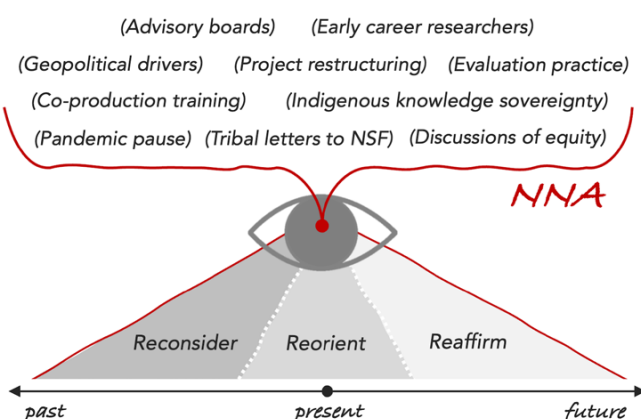 (Advisory boards) (Early career researchers)
(Geopolitical drivers) (Project restructuring) (Evaluation practice)
(Co-production training) (Indigenous knowledge sovereignty)
(Pandemic pause) (Tribal letters to NSF) (Discussions of equity)
NNA
Reconsider Reorient Reaffirm
past present future